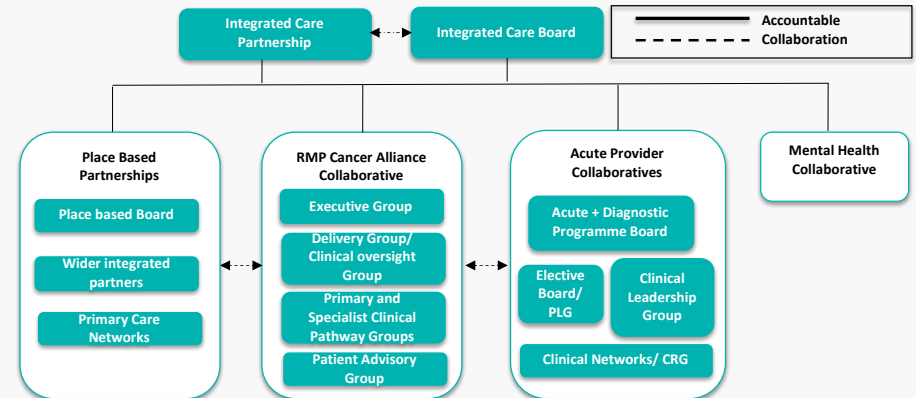 Integrated Care
Partnership
Integrated Care Board
Accountable
Collaboration
Place Based
Partnerships
Place based Board
Wider integrated
partners
Primary Care
Networks
RMP Cancer Alliance
Collaborative
Executive Group
Delivery Group/
Clinical oversight
Group
Primary and
Specialist Clinical
Pathway Groups
Patient Advisory
Group
Acute Provider
Collaboratives
Acute + Diagnostic
Programme Board
Elective
Board/
PLG
Clinical
Leadership
Group
Clinical Networks/ CRG
Mental Health
Collaborative